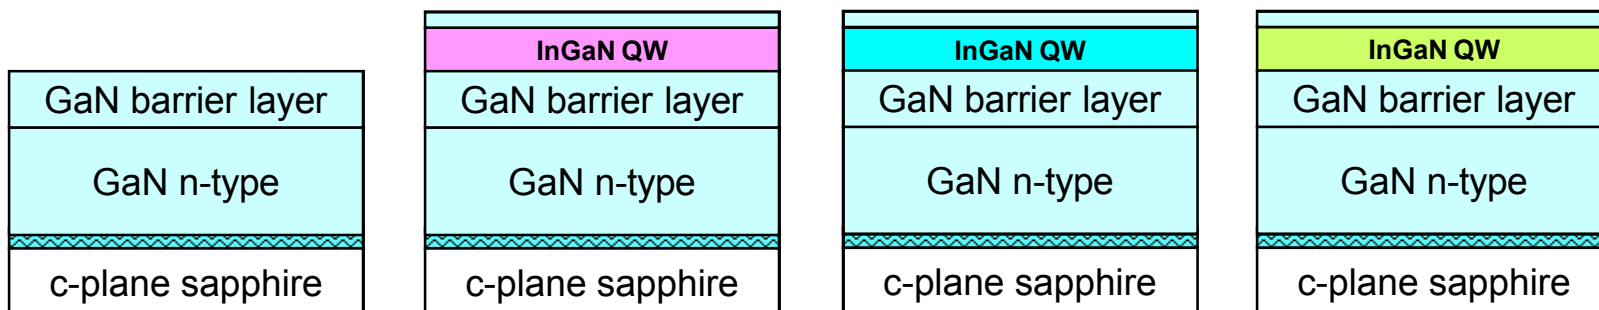 GaN barrier layer
GaN n-type
c-plane sapphire
InGaN QW
GaN barrier layer
GaN n-type
c-plane sapphire
InGaN QW
GaN barrier layer
GaN n-type
c-plane sapphire
InGaN QW
GaN barrier layer
GaN n-type
c-plane sapphire